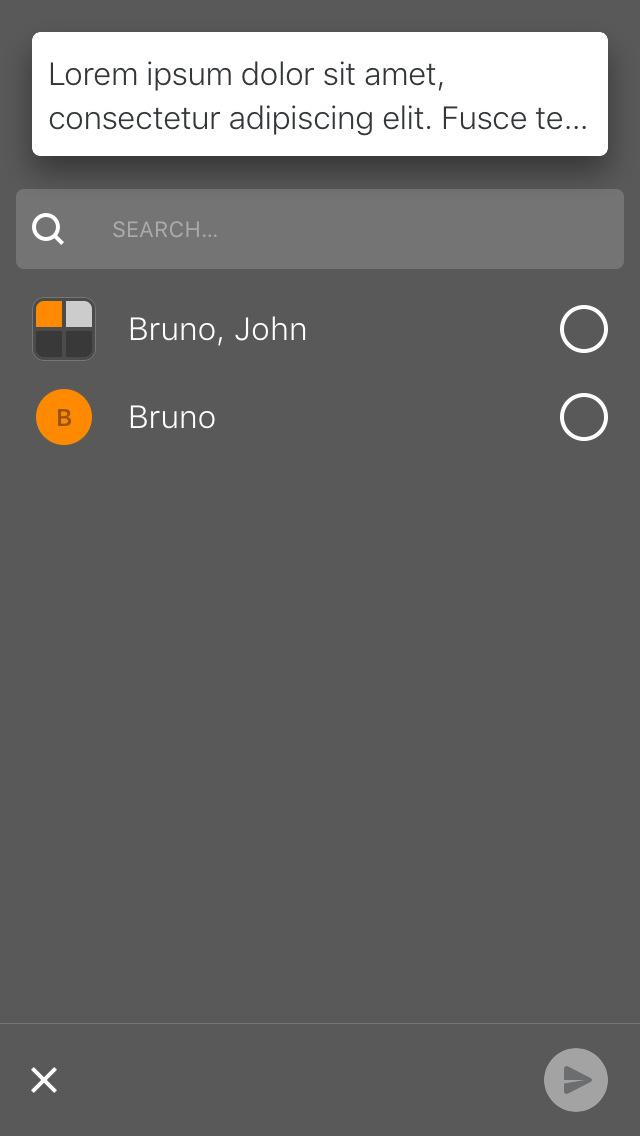 Lorem ipsum dolor sit amet,
consectetur adipiscing elit. Fusce te...
SEARCH...
Bruno, John
B
Bruno